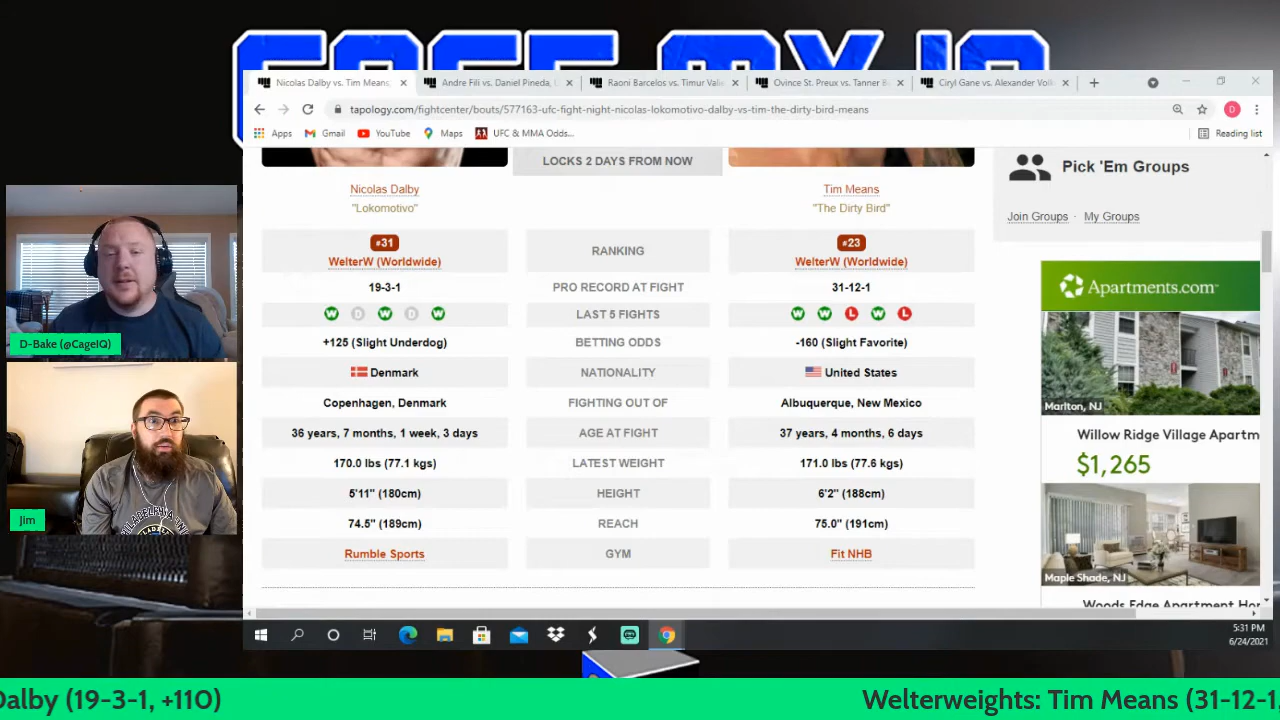 CAGE MY IQ
Nicolas Dalby vs. Tim Means,
Andre Fili vs. Daniel Pineda,
Raoni Barcelos vs. Timur Valie
Ovince St. Preux vs. Tanner B
Ciryl Gane vs. Alexander Vol
tapology.com/fightcenter/bouts/577163-ufc-fight-night-nicolas-lokomotivo-dalby-vs-tim-the-dirty-bird-means
D
Apps
Gmail
YouTube
Maps
UFC & MMA Odds...
Reading list
LOCKS 2 DAYS FROM NOW
Pick 'Em Groups
Join Groups · My Groups
Nicolas Dalby
Tim Means
"Lokomotivo"
"The Dirty Bird"
#31
WelterW (Worldwide)
RANKING
#23
WelterW (Worldwide)
19-3-1
PRO RECORD AT FIGHT
31-12-1
W D W D W
LAST 5 FIGHTS
W W L W L
+125 (Slight Underdog)
BETTING ODDS
-160 (Slight Favorite)
Denmark
NATIONALITY
United States
Copenhagen, Denmark
FIGHTING OUT OF
Albuquerque, New Mexico
36 years, 7 months, 1 week, 3 days
AGE AT FIGHT
37 years, 4 months, 6 days
170.0 lbs (77.1 kgs)
LATEST WEIGHT
171.0 lbs (77.6 kgs)
5'11" (180cm)
HEIGHT
6'2" (188cm)
74.5" (189cm)
REACH
75.0" (191cm)
Rumble Sports
GYM
Fit NHB
Apartments.com
Marlton, NJ
Willow Ridge Village Apartm
$1,265
Maple Shade, NJ
Woods Edge Apartment Hor
D-Bake (@CageIQ)
Jim
5:31 PM
6/24/2021
Dalby (19-3-1, +110)
Welterweights: Tim Means (31-12-1,